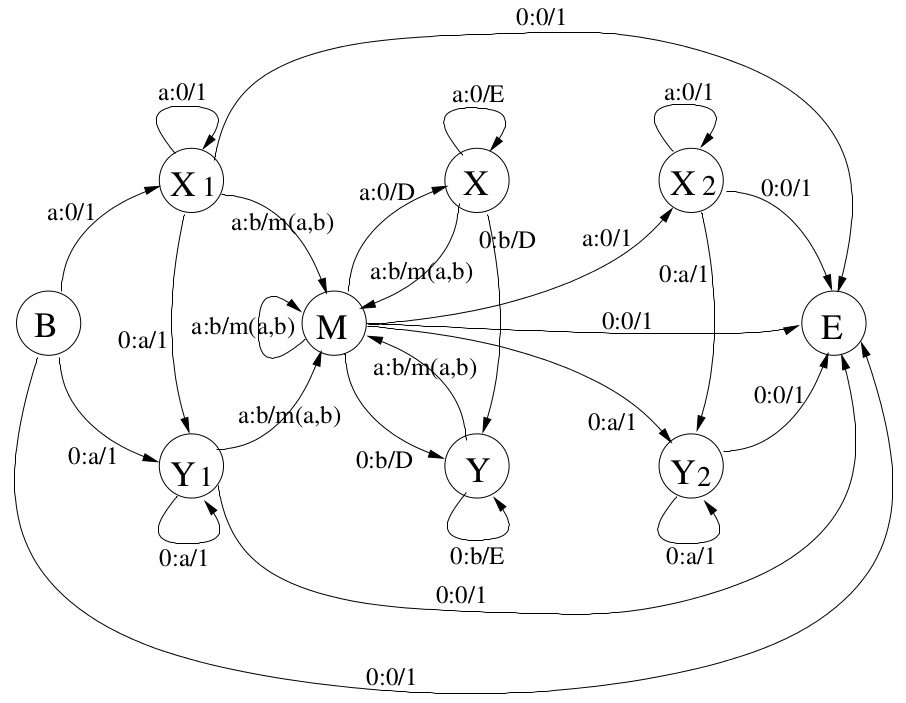 0:0/1
a:0/1
a:0/E
a:0/1
X 1
X
X 2
a:0/1
a:b/m(a,b)
a:0/D
0:b/D
a:0/1
0:0/1
a:b/m(a,b)
0:a/1
B
0:a/1
a:b/m(a,b)
M
0:0/1
E
a:b/m(a,b)
0:a/1
a:b/m(a,b)
0:b/D
0:a/1
0:0/1
Y 1
Y
Y 2
0:a/1
0:b/E
0:a/1
0:0/1
0:0/1